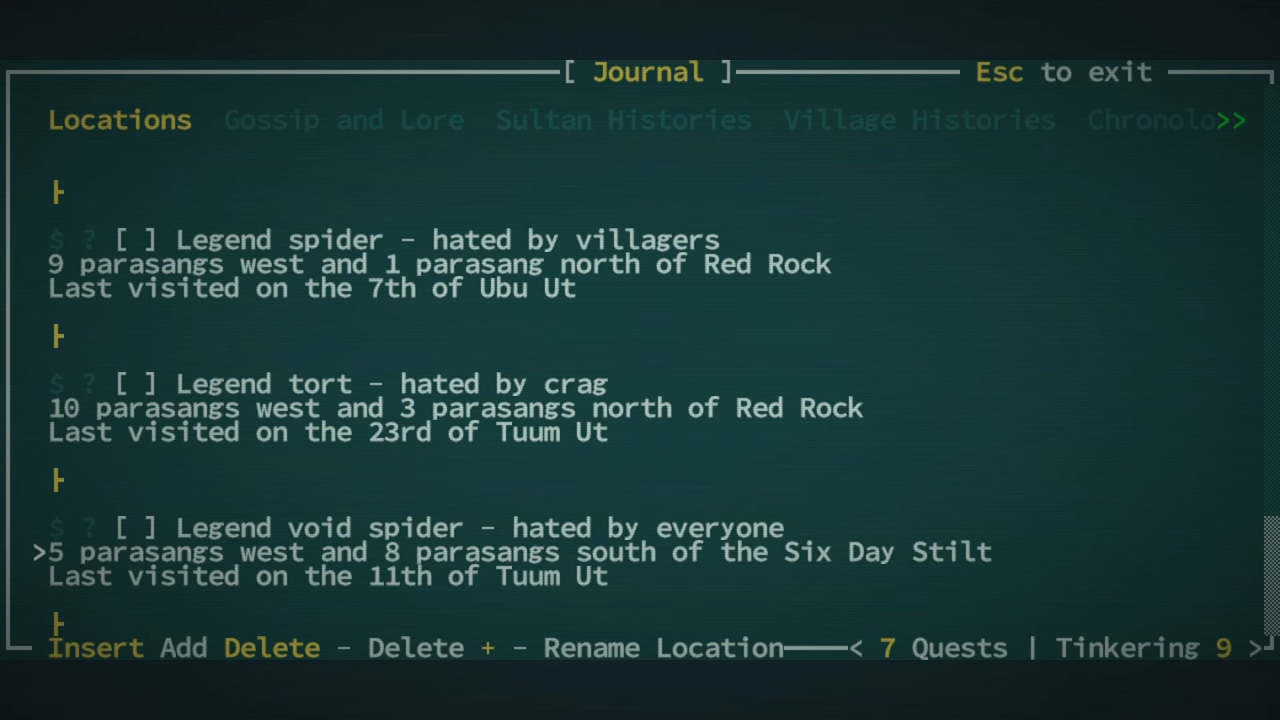 [ Journal ] Esc to exit
Locations Gossip and Lore Sultan Histories Village Histories Chronolo>>
$ ? [ ] Legend spider - hated by villagers
9 parasangs west and 1 parasang north of Red Rock
Last visited on the 7th of Ubu Ut
$ ? [ ] Legend tort - hated by crag
10 parasangs west and 3 parasangs north of Red Rock
Last visited on the 23rd of Tuum Ut
$ ? [ ] Legend void spider - hated by everyone
>5 parasangs west and 8 parasangs south of the Six Day Stilt
Last visited on the 11th of Tuum Ut
Insert Add Delete - Delete + - Rename Location < 7 Quests | Tinkering 9 >